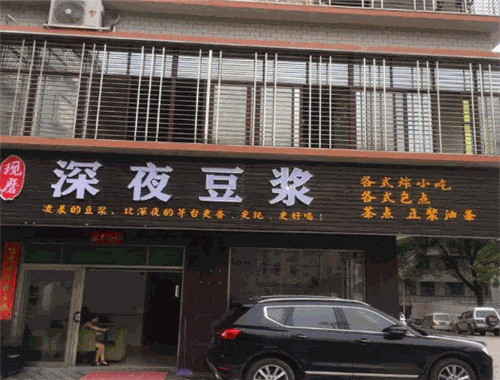 现磨
深夜豆浆
凌晨的豆浆、比深夜的等台更香、更纯、更好喝!
各式炸小吃
各式包点
茶点 豆浆油条